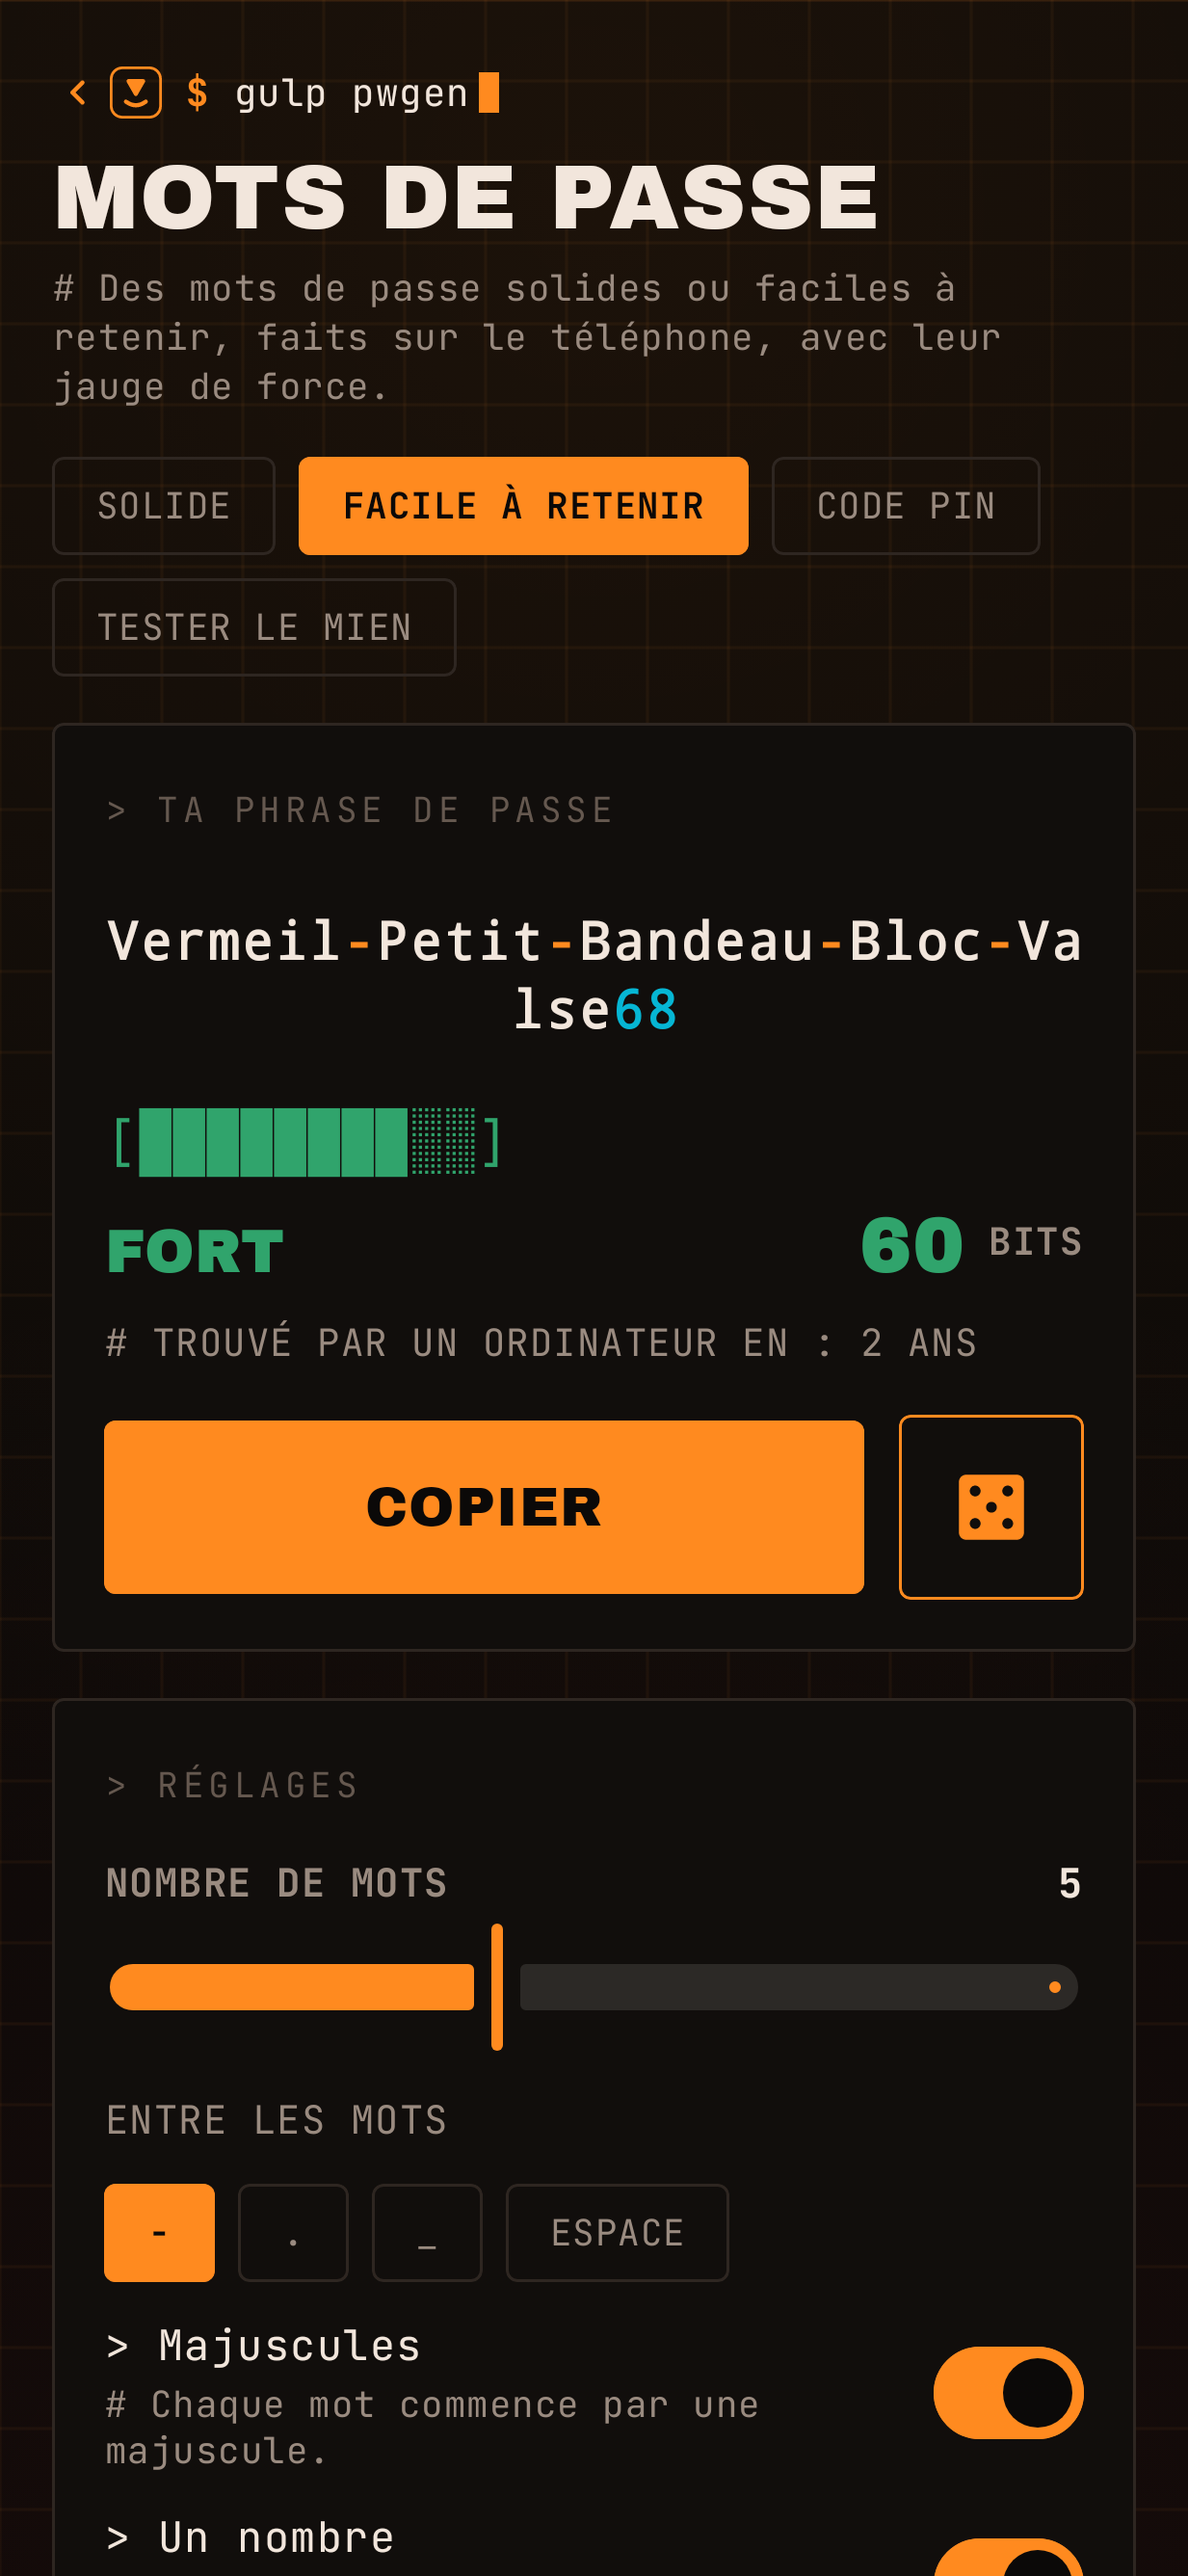 $ gulp pwgen
MOTS DE PASSE
# Des mots de passe solides ou faciles à
retenir, faits sur le téléphone, avec leur
jauge de force.
SOLIDE
FACILE À RETENIR
CODE PIN
TESTER LE MIEN
> TA PHRASE DE PASSE
Vermeil-Petit-Bandeau-Bloc-Va
lse68
[████████▒▒]
FORT
60 BITS
# TROUVÉ PAR UN ORDINATEUR EN : 2 ANS
COPIER
> RÉGLAGES
NOMBRE DE MOTS
5
ENTRE LES MOTS
-
.
_
ESPACE
> Majuscules
# Chaque mot commence par une
majuscule.
> Un nombre